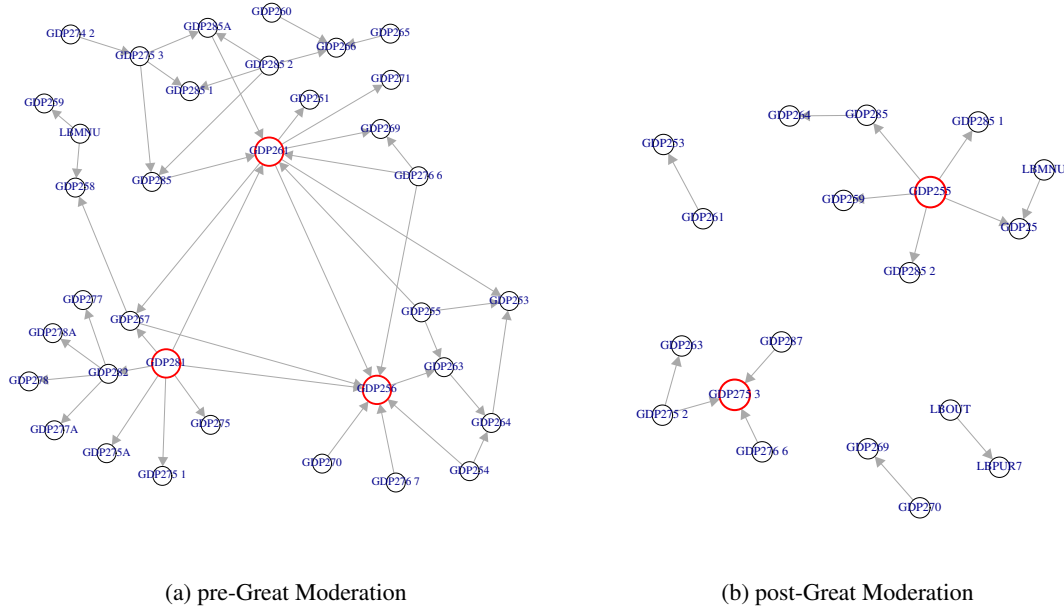 GDP260
GDP274 2
GDP285A
GDP265
GDP266
GDP275 3
GDP285 2
GDP271
GDP285 1
GDP251
GDP259
GDP269
LBMNU
GDP261
GDP276 6
GDP285
GDP258
GDP277
GDP253
GDP255
GDP257
GDP278A
GDP281
GDP263
GDP282
GDP278
GDP256
GDP264
GDP275
GDP277A
GDP275A
GDP270
GDP254
GDP275 1
GDP276 7
(a) pre-Great Moderation
GDP264
GDP285
GDP285 1
GDP253
LBMNU
GDP255
GDP259
GDP261
GDP25
GDP285 2
GDP263
GDP287
GDP275 3
GDP275 2
LBOUT
GDP276 6
GDP269
LBPUR7
GDP270
(b) post-Great Moderation